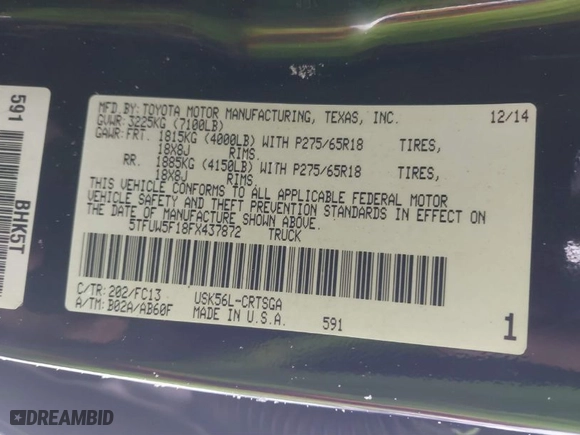 MFD. BY: TOYOTA MOTOR MANUFACTURING, TEXAS, INC. 12/14
GVWR: 3225KG (7100LB)
GAWR: FRT. 1815KG (4000LB) WITH P275/65R18 TIRES,
18X8J RIMS.
RR. 1885KG (4150LB) WITH P275/65R18 TIRES,
18X8J RIMS.
THIS VEHICLE CONFORMS TO ALL APPLICABLE FEDERAL MOTOR
VEHICLE SAFETY AND THEFT PREVENTION STANDARDS IN EFFECT ON
THE DATE OF MANUFACTURE SHOWN ABOVE.
5TFUW5F18FX437872 TRUCK
C/TR: 202/FC13 USK56L-CRTSGA
A/TM: B02A/AB60F MADE IN U.S.A. 591 1
591 BHK5T
DREAMBID